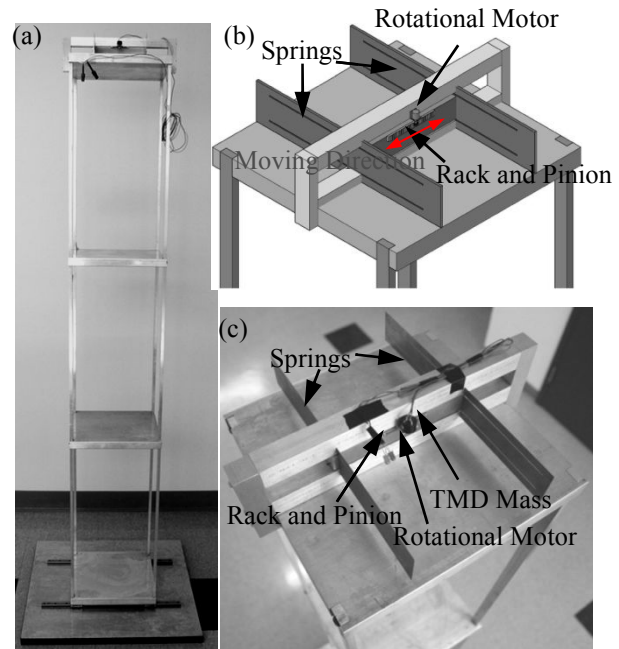 (a)
(b)
Rotational Motor
Springs
Moving Direction
Rack and Pinion
(c)
Springs
TMD Mass
Rack and Pinion
Rotational Motor